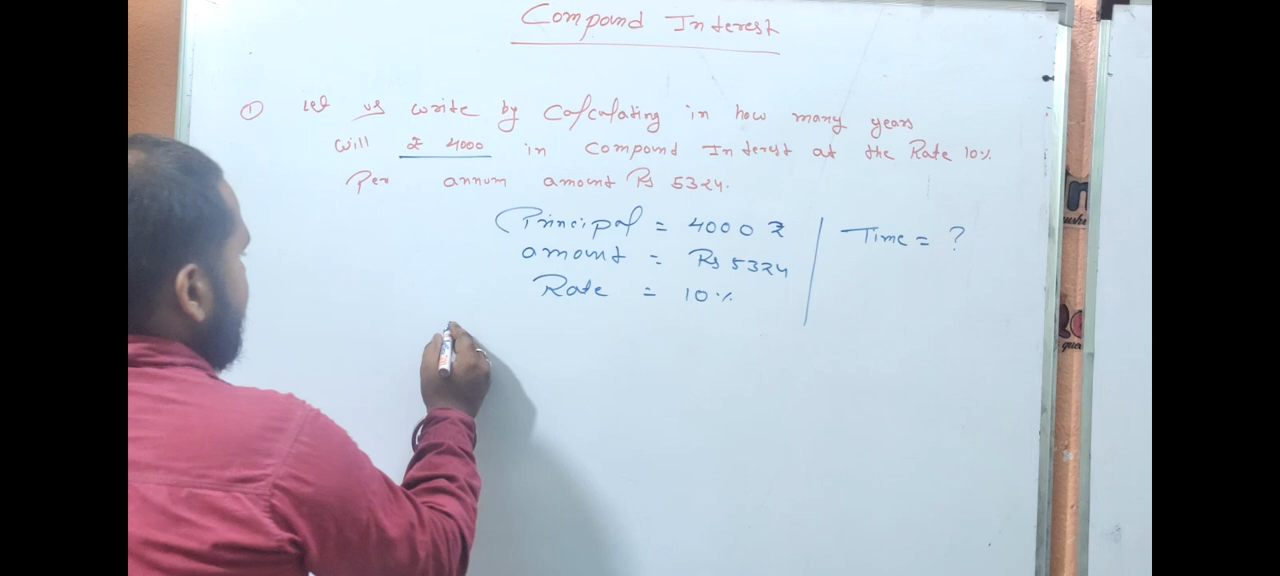 Compound Interest
① Let us write by Calculating in how many years
will ₹ 4000 in Compound Interest at the Rate 10%
Per annum amount Rs 5324.
Principal = 4000 ₹
amount = Rs 5324
Rate = 10%
Time = ?